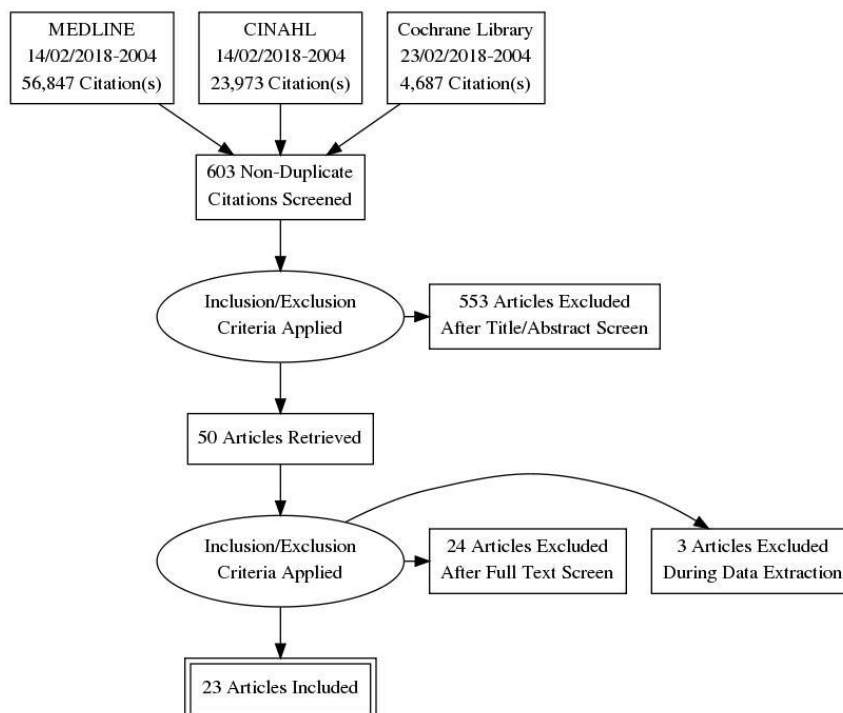 MEDLINE
14/02/2018-2004
56,847 Citation(s)
CINAHL
14/02/2018-2004
23,973 Citation(s)
Cochrane Library
23/02/2018-2004
4,687 Citation(s)
603 Non-Duplicate
Citations Screened
Inclusion/Exclusion
Criteria Applied
553 Articles Excluded
After Title/Abstract Screen
50 Articles Retrieved
Inclusion/Exclusion
Criteria Applied
24 Articles Excluded
After Full Text Screen
3 Articles Excluded
During Data Extraction
23 Articles Included